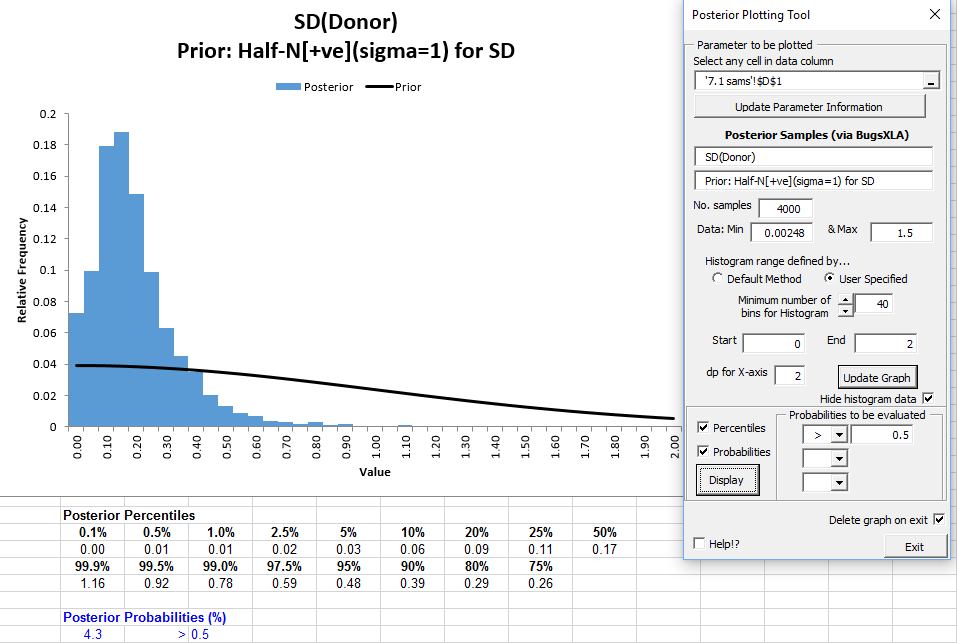 SD(Donor)
Prior: Half-N[+ve](sigma=1) for SD
Posterior Prior
0.2
0.18
0.16
0.14
0.12
0.1
0.08
0.06
0.04
0.02
0
Relative Frequency
0.00 0.10 0.20 0.30 0.40 0.50 0.60 0.70 0.80 0.90 1.00 1.10 1.20 1.30 1.40 1.50 1.60 1.70 1.80 1.90 2.00
Value
Posterior Percentiles
0.1% 0.5% 1.0% 2.5% 5% 10% 20% 25% 50%
0.00 0.01 0.01 0.02 0.03 0.06 0.09 0.11 0.17
99.9% 99.5% 99.0% 97.5% 95% 90% 80% 75%
1.16 0.92 0.78 0.59 0.48 0.39 0.29 0.26
Posterior Probabilities (%)
4.3 > 0.5
Posterior Plotting Tool
Parameter to be plotted
Select any cell in data column
'7.1 sams'!$D$1
Update Parameter Information
Posterior Samples (via BugsXLA)
SD(Donor)
Prior: Half-N[+ve](sigma=1) for SD
No. samples 4000
Data: Min 0.00248 & Max 1.5
Histogram range defined by...
Default Method User Specified
Minimum number of
bins for Histogram 40
Start 0 End 2
dp for X-axis 2 Update Graph
Hide histogram data
Percentiles
Probabilities
Display
Probabilities to be evaluated
> 0.5
Delete graph on exit
Help!?
Exit